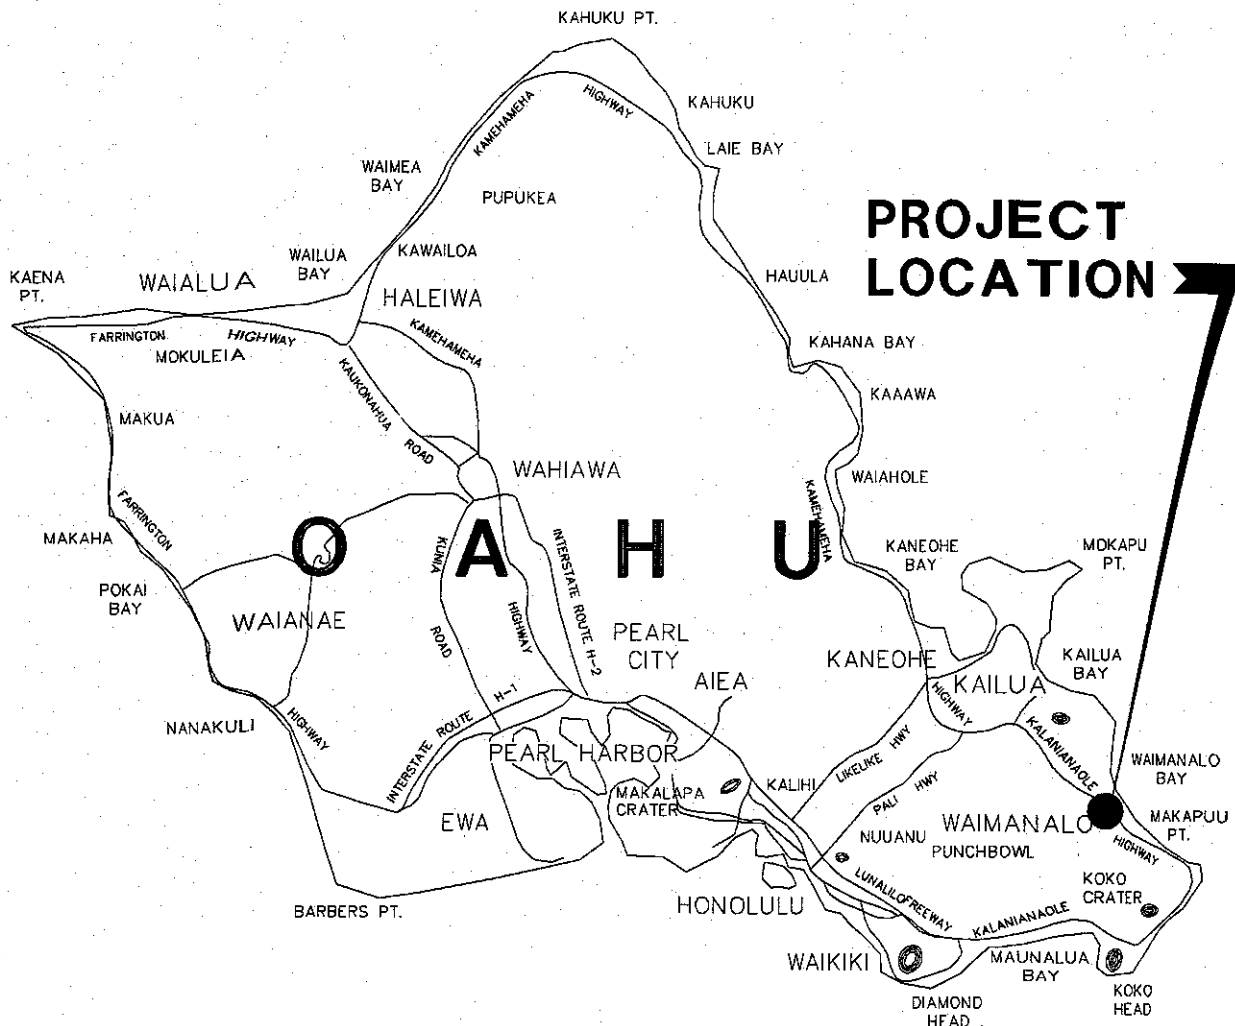 KAHUKU PT.
KAHUKU
LAIE BAY
KAMEHAMEHA
HIGHWAY
WAIMEA
BAY
PUPUKEA
PROJECT
LOCATION
WAILUA
BAY
KAWAILOA
HAUULA
KAENA
PT.
WAIALUA
HALEIWA
FARRINGTON
HIGHWAY
MOKULEIA
KAMEHAMEHA
KAHANA BAY
KAAAWA
KAUKONAHUA
ROAD
MAKUA
WAHIAWA
WAIAHOLE
KAMEHAMEHA
FARRINGTON
MAKAHA
OAHU
KUNIA
ROAD
HIGHWAY
INTERSTATE ROUTE H-2
KANEOHE
BAY
MOKAPU
PT.
POKAI
BAY
WAIANAE
PEARL
CITY
KANEOHE
KAILUA
BAY
AIEA
KAILUA
HIGHWAY
NANAKULI
HIGHWAY
INTERSTATE ROUTE H-1
PEARL HARBOR
LIKELIKE HWY
KALANIANAOLE
WAIMANALO
BAY
KALIHI
PALI HWY
MAKALAPA
CRATER
EWA
NUUANU
WAIMANALO
PUNCHBOWL
MAKAPUU
PT.
HIGHWAY
KOKO
CRATER
LUNALILO FREEWAY
HONOLULU
BARBERS PT.
KALANIANAOLE
WAIKIKI
MAUNALUA
BAY
DIAMOND
HEAD
KOKO
HEAD